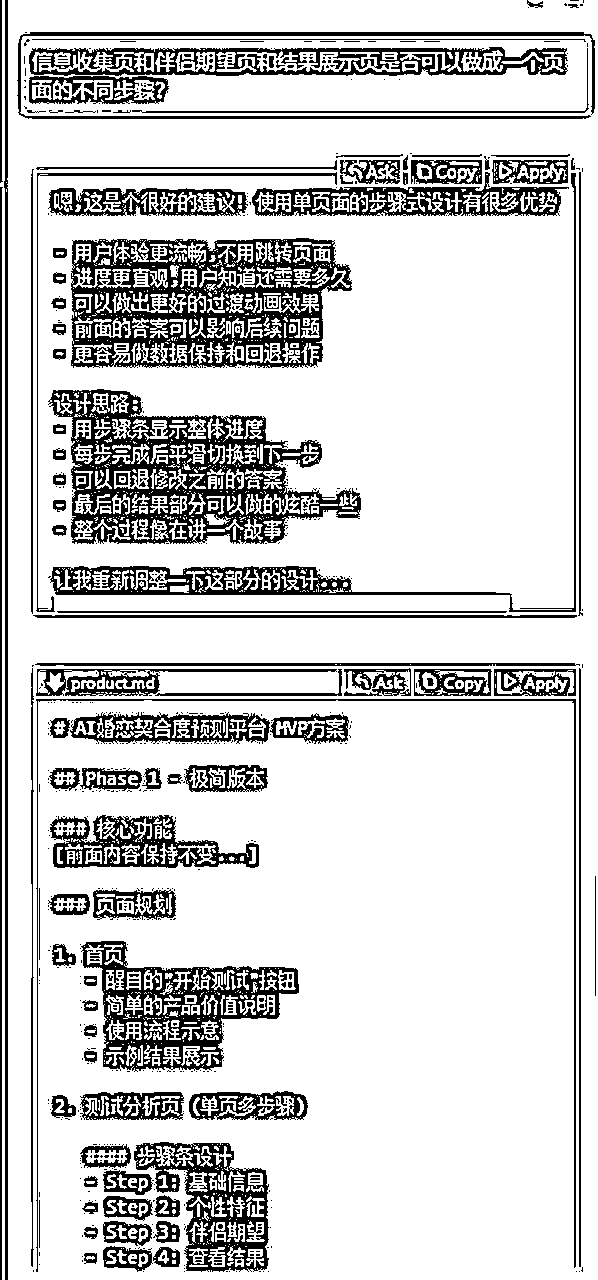 信息收集页和伴侣期望页和结果展示页是否可以做成一个页
面的不同步骤?
Ask Copy Apply
嗯,这是个很好的建议! 使用单页面的步骤式设计有很多优势
- 用户体验更流畅,不用跳转页面
- 进度更直观,用户知道还需要多久
- 可以做出更好的过渡动画效果
- 前面的答案可以影响后续问题
- 更容易做数据保持和回退操作
设计思路:
- 用步骤条显示整体进度
- 每步完成后平滑切换到下一步
- 可以回退修改之前的答案
- 最后的结果部分可以做的炫酷一些
- 整个过程像在讲一个故事
让我重新调整一下这部分的设计...
product.md Ask Copy Apply
# AI婚恋契合度预测平台 MVP方案
## Phase 1 - 极简版本
### 核心功能
[前面内容保持不变...]
### 页面规划
1. 首页
- 醒目的"开始测试"按钮
- 简单的产品价值说明
- 使用流程示意
- 示例结果展示
2. 测试分析页 (单页多步骤)
#### 步骤条设计
- Step 1: 基础信息
- Step 2: 个性特征
- Step 3: 伴侣期望
- Step 4: 查看结果